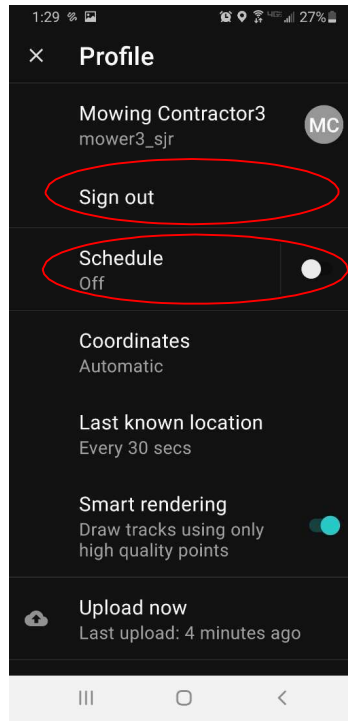 1:29 4GE 27%
Profile
Mowing Contractor3
mower3_sjr
MC
Sign out
Schedule
Off
Coordinates
Automatic
Last known location
Every 30 secs
Smart rendering
Draw tracks using only
high quality points
Upload now
Last upload: 4 minutes ago